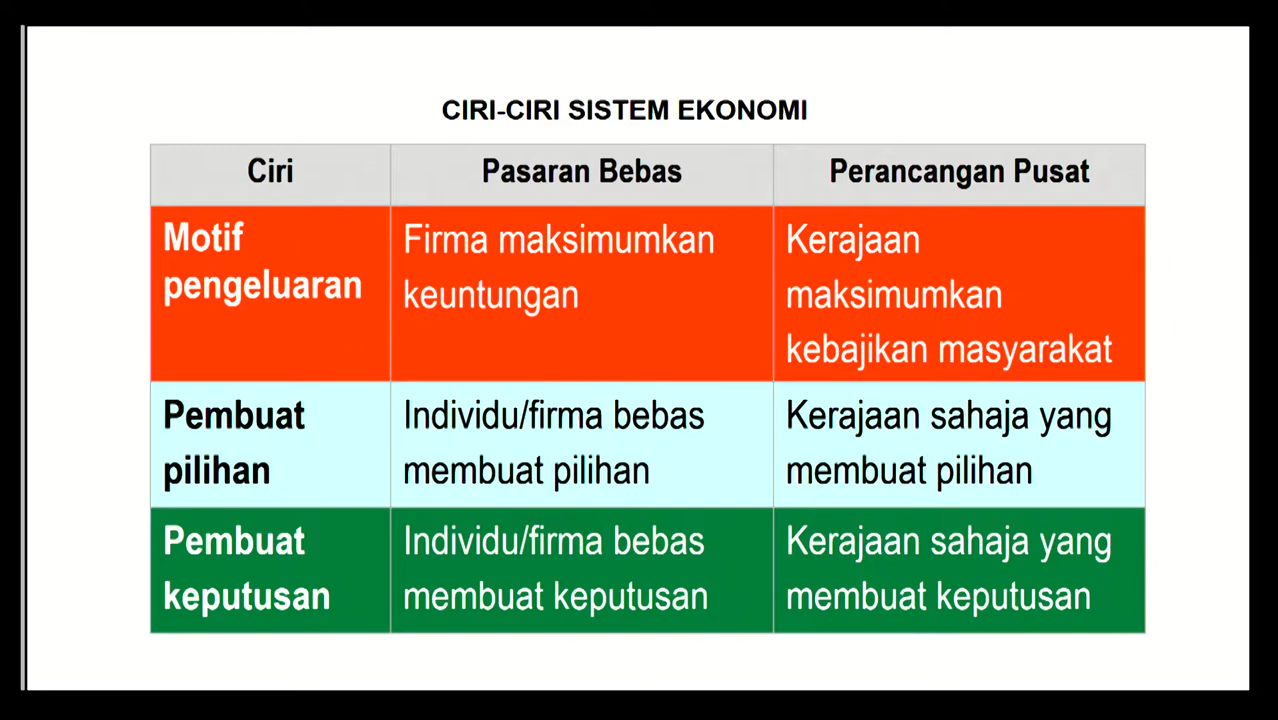 CIRI-CIRI SISTEM EKONOMI
Ciri
Pasaran Bebas
Perancangan Pusat
Motif
pengeluaran
Firma maksimumkan
keuntungan
Kerajaan
maksimumkan
kebajikan masyarakat
Pembuat
pilihan
Individu/firma bebas
membuat pilihan
Kerajaan sahaja yang
membuat pilihan
Pembuat
keputusan
Individu/firma bebas
membuat keputusan
Kerajaan sahaja yang
membuat keputusan